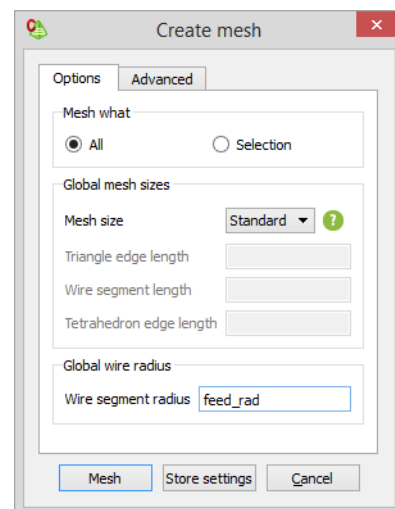 Create mesh
Options Advanced
Mesh what
All Selection
Global mesh sizes
Mesh size Standard ?
Triangle edge length
Wire segment length
Tetrahedron edge length
Global wire radius
Wire segment radius feed_rad
Mesh Store settings Cancel